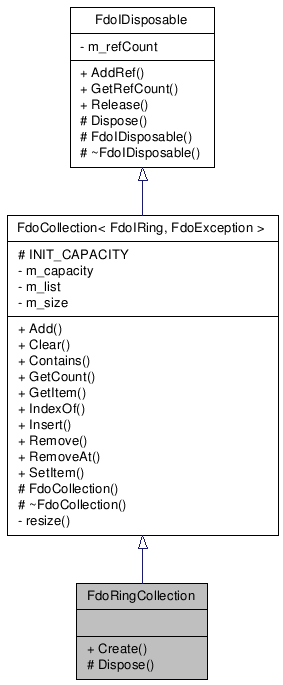 FdoIDisposable
- m_refCount
+ AddRef()
+ GetRefCount()
+ Release()
# Dispose()
# FdoIDisposable()
# ~FdoIDisposable()
FdoCollection< FdoIRing, FdoException >
# INIT_CAPACITY
- m_capacity
- m_list
- m_size
+ Add()
+ Clear()
+ Contains()
+ GetCount()
+ GetItem()
+ IndexOf()
+ Insert()
+ Remove()
+ RemoveAt()
+ SetItem()
# FdoCollection()
# ~FdoCollection()
- resize()
FdoRingCollection
+ Create()
# Dispose()